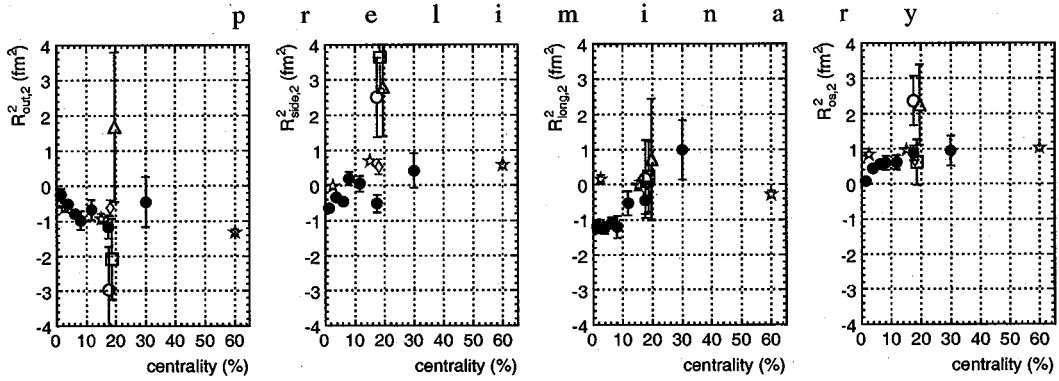 p r e l i m i n a r y
R²out,2 (fm²)
4
3
2
1
0
-1
-2
-3
-4
0 10 20 30 40 50 60
centrality (%)
R²side,2 (fm²)
4
3
2
1
0
-1
-2
-3
-4
0 10 20 30 40 50 60
centrality (%)
R²long,2 (fm²)
4
3
2
1
0
-1
-2
-3
-4
0 10 20 30 40 50 60
centrality (%)
R²os,2 (fm²)
4
3
2
1
0
-1
-2
-3
-4
0 10 20 30 40 50 60
centrality (%)